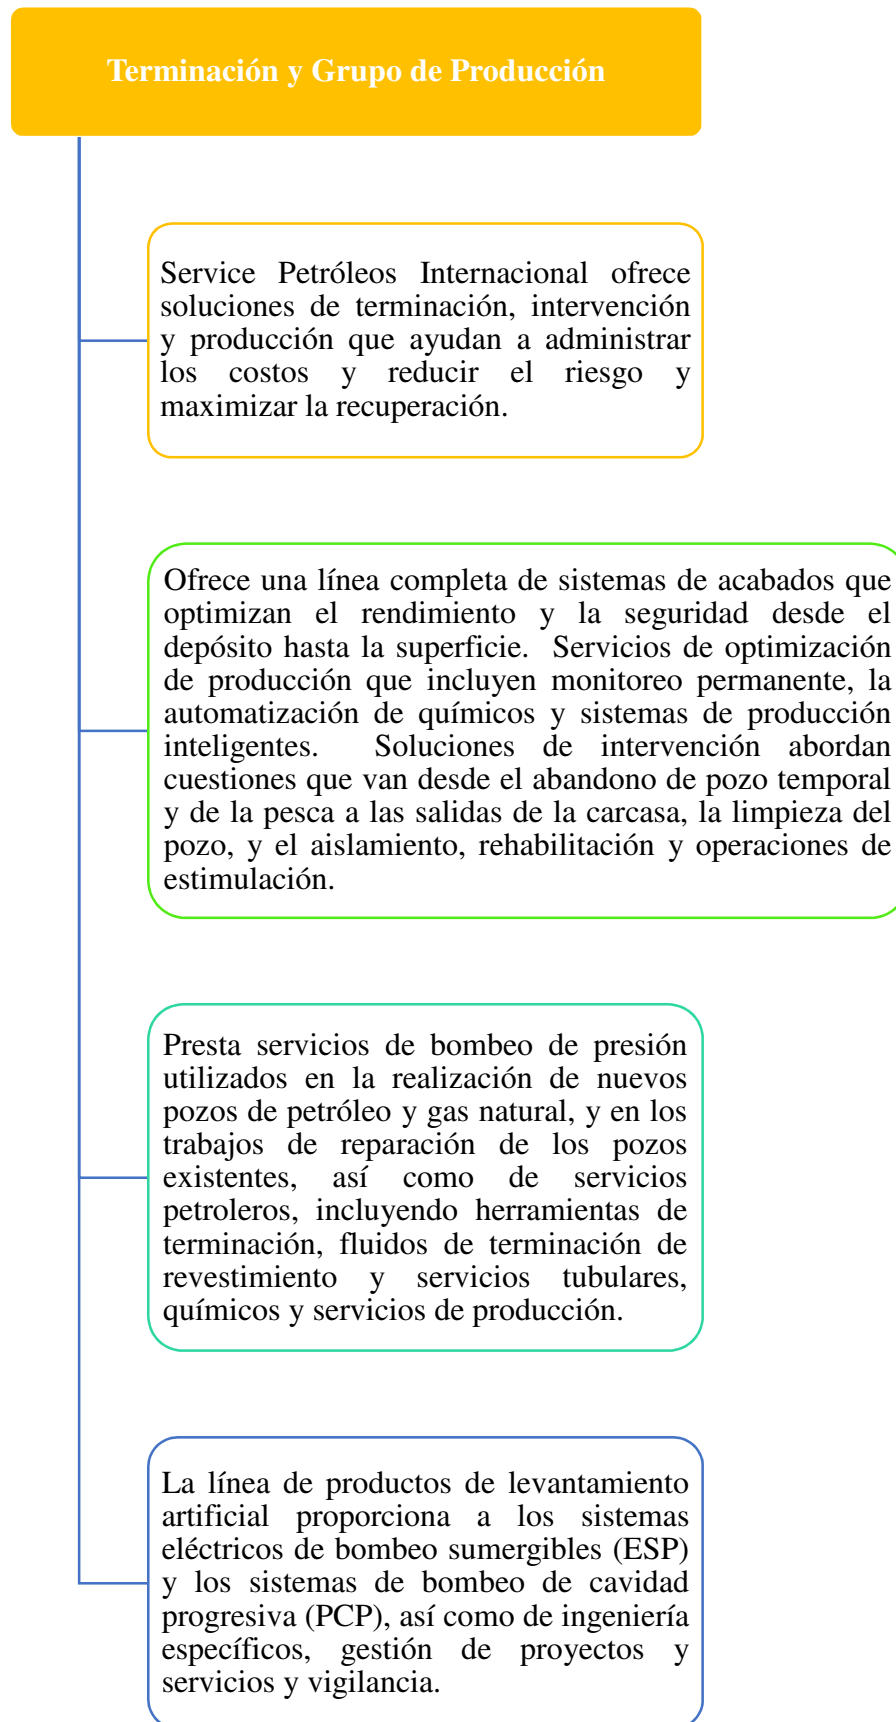 Terminación y Grupo de Producción
Service Petróleos Internacional ofrece
soluciones de terminación, intervención
y producción que ayudan a administrar
los costos y reducir el riesgo y
maximizar la recuperación.
Ofrece una línea completa de sistemas de acabados que
optimizan el rendimiento y la seguridad desde el
depósito hasta la superficie. Servicios de optimización
de producción que incluyen monitoreo permanente, la
automatización de químicos y sistemas de producción
inteligentes. Soluciones de intervención abordan
cuestiones que van desde el abandono de pozo temporal
y de la pesca a las salidas de la carcasa, la limpieza del
pozo, y el aislamiento, rehabilitación y operaciones de
estimulación.
Presta servicios de bombeo de presión
utilizados en la realización de nuevos
pozos de petróleo y gas natural, y en los
trabajos de reparación de los pozos
existentes, así como de servicios
petroleros, incluyendo herramientas de
terminación, fluidos de terminación de
revestimiento y servicios tubulares,
químicos y servicios de producción.
La línea de productos de levantamiento
artificial proporciona a los sistemas
eléctricos de bombeo sumergibles (ESP)
y los sistemas de bombeo de cavidad
progresiva (PCP), así como de ingeniería
específicos, gestión de proyectos y
servicios y vigilancia.